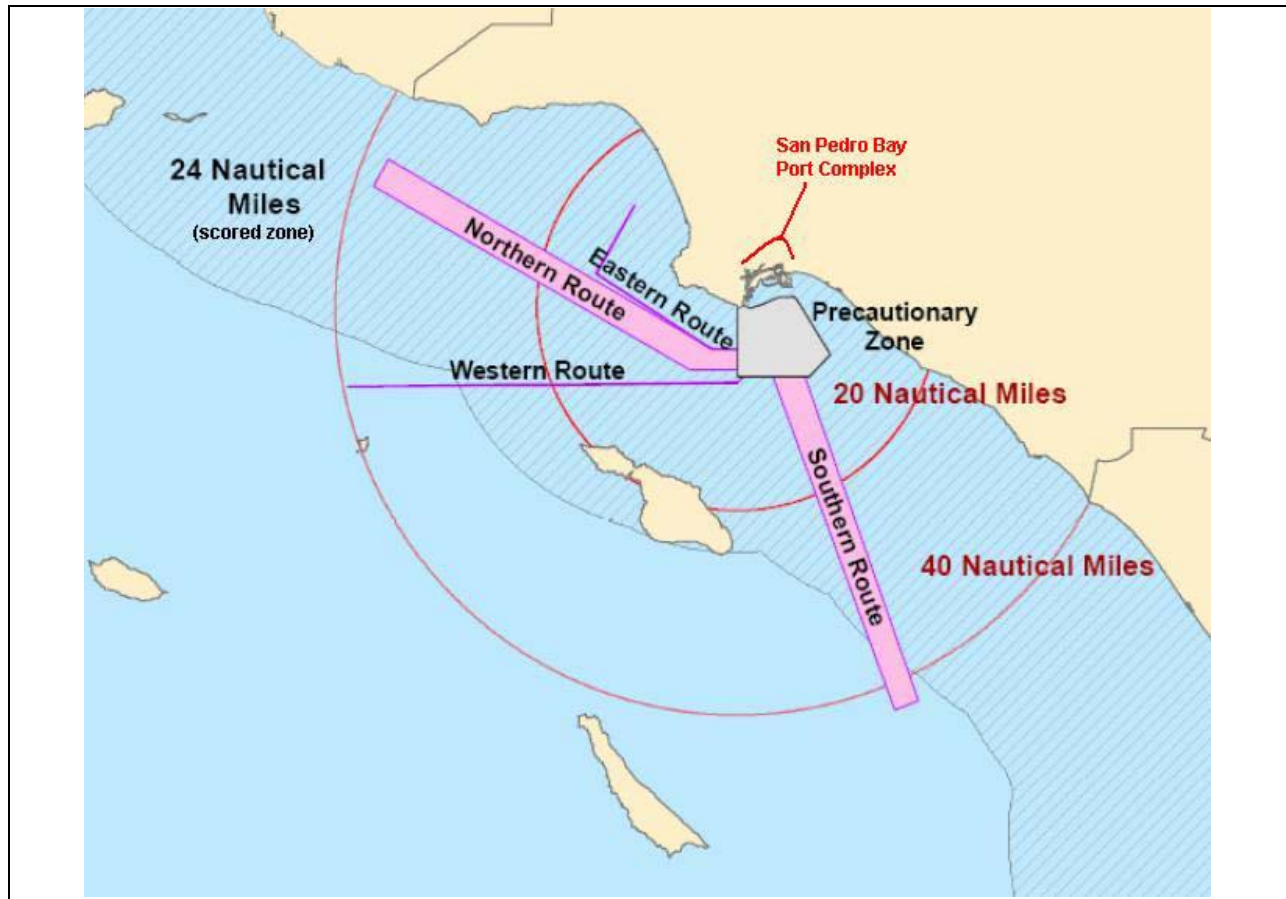 San Pedro Bay
Port Complex
24 Nautical
Miles
(scored zone)
Northern Route
Eastern Route
Precautionary
Zone
Western Route
20 Nautical Miles
Southern Route
40 Nautical Miles